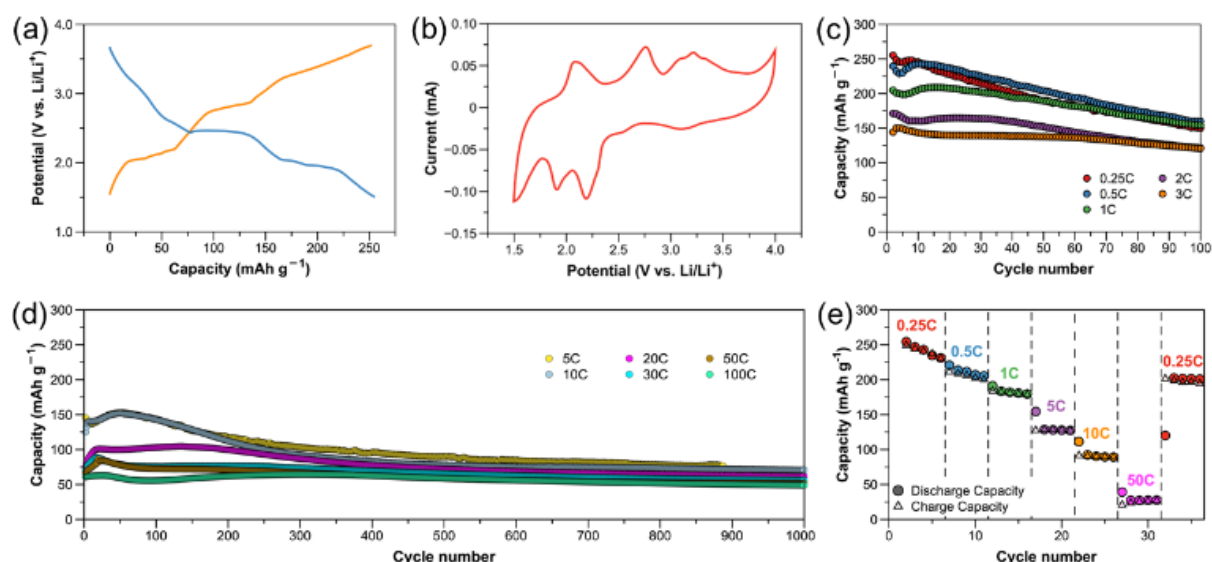 (a)
4.0
3.0
2.0
1.0
Potential (V vs. Li/Li⁺)
0 50 100 150 200 250
Capacity (mAh g⁻¹)
(b)
0.10
0.05
0
−0.05
−0.10
−0.15
Current (mA)
1.5 2.0 2.5 3.0 3.5 4.0
Potential (V vs. Li/Li⁺)
(c)
300
250
200
150
100
50
0
Capacity (mAh g⁻¹)
0.25C 2C
0.5C 3C
1C
0 10 20 30 40 50 60 70 80 90 100
Cycle number
(d)
300
250
200
150
100
50
0
Capacity (mAh g⁻¹)
5C 20C 50C
10C 30C 100C
0 100 200 300 400 500 600 700 800 900 1000
Cycle number
(e)
300
250
200
150
100
50
0
Capacity (mAh g⁻¹)
0.25C
0.5C
1C
5C
10C
50C
0.25C
Discharge Capacity
Charge Capacity
0 10 20 30
Cycle number